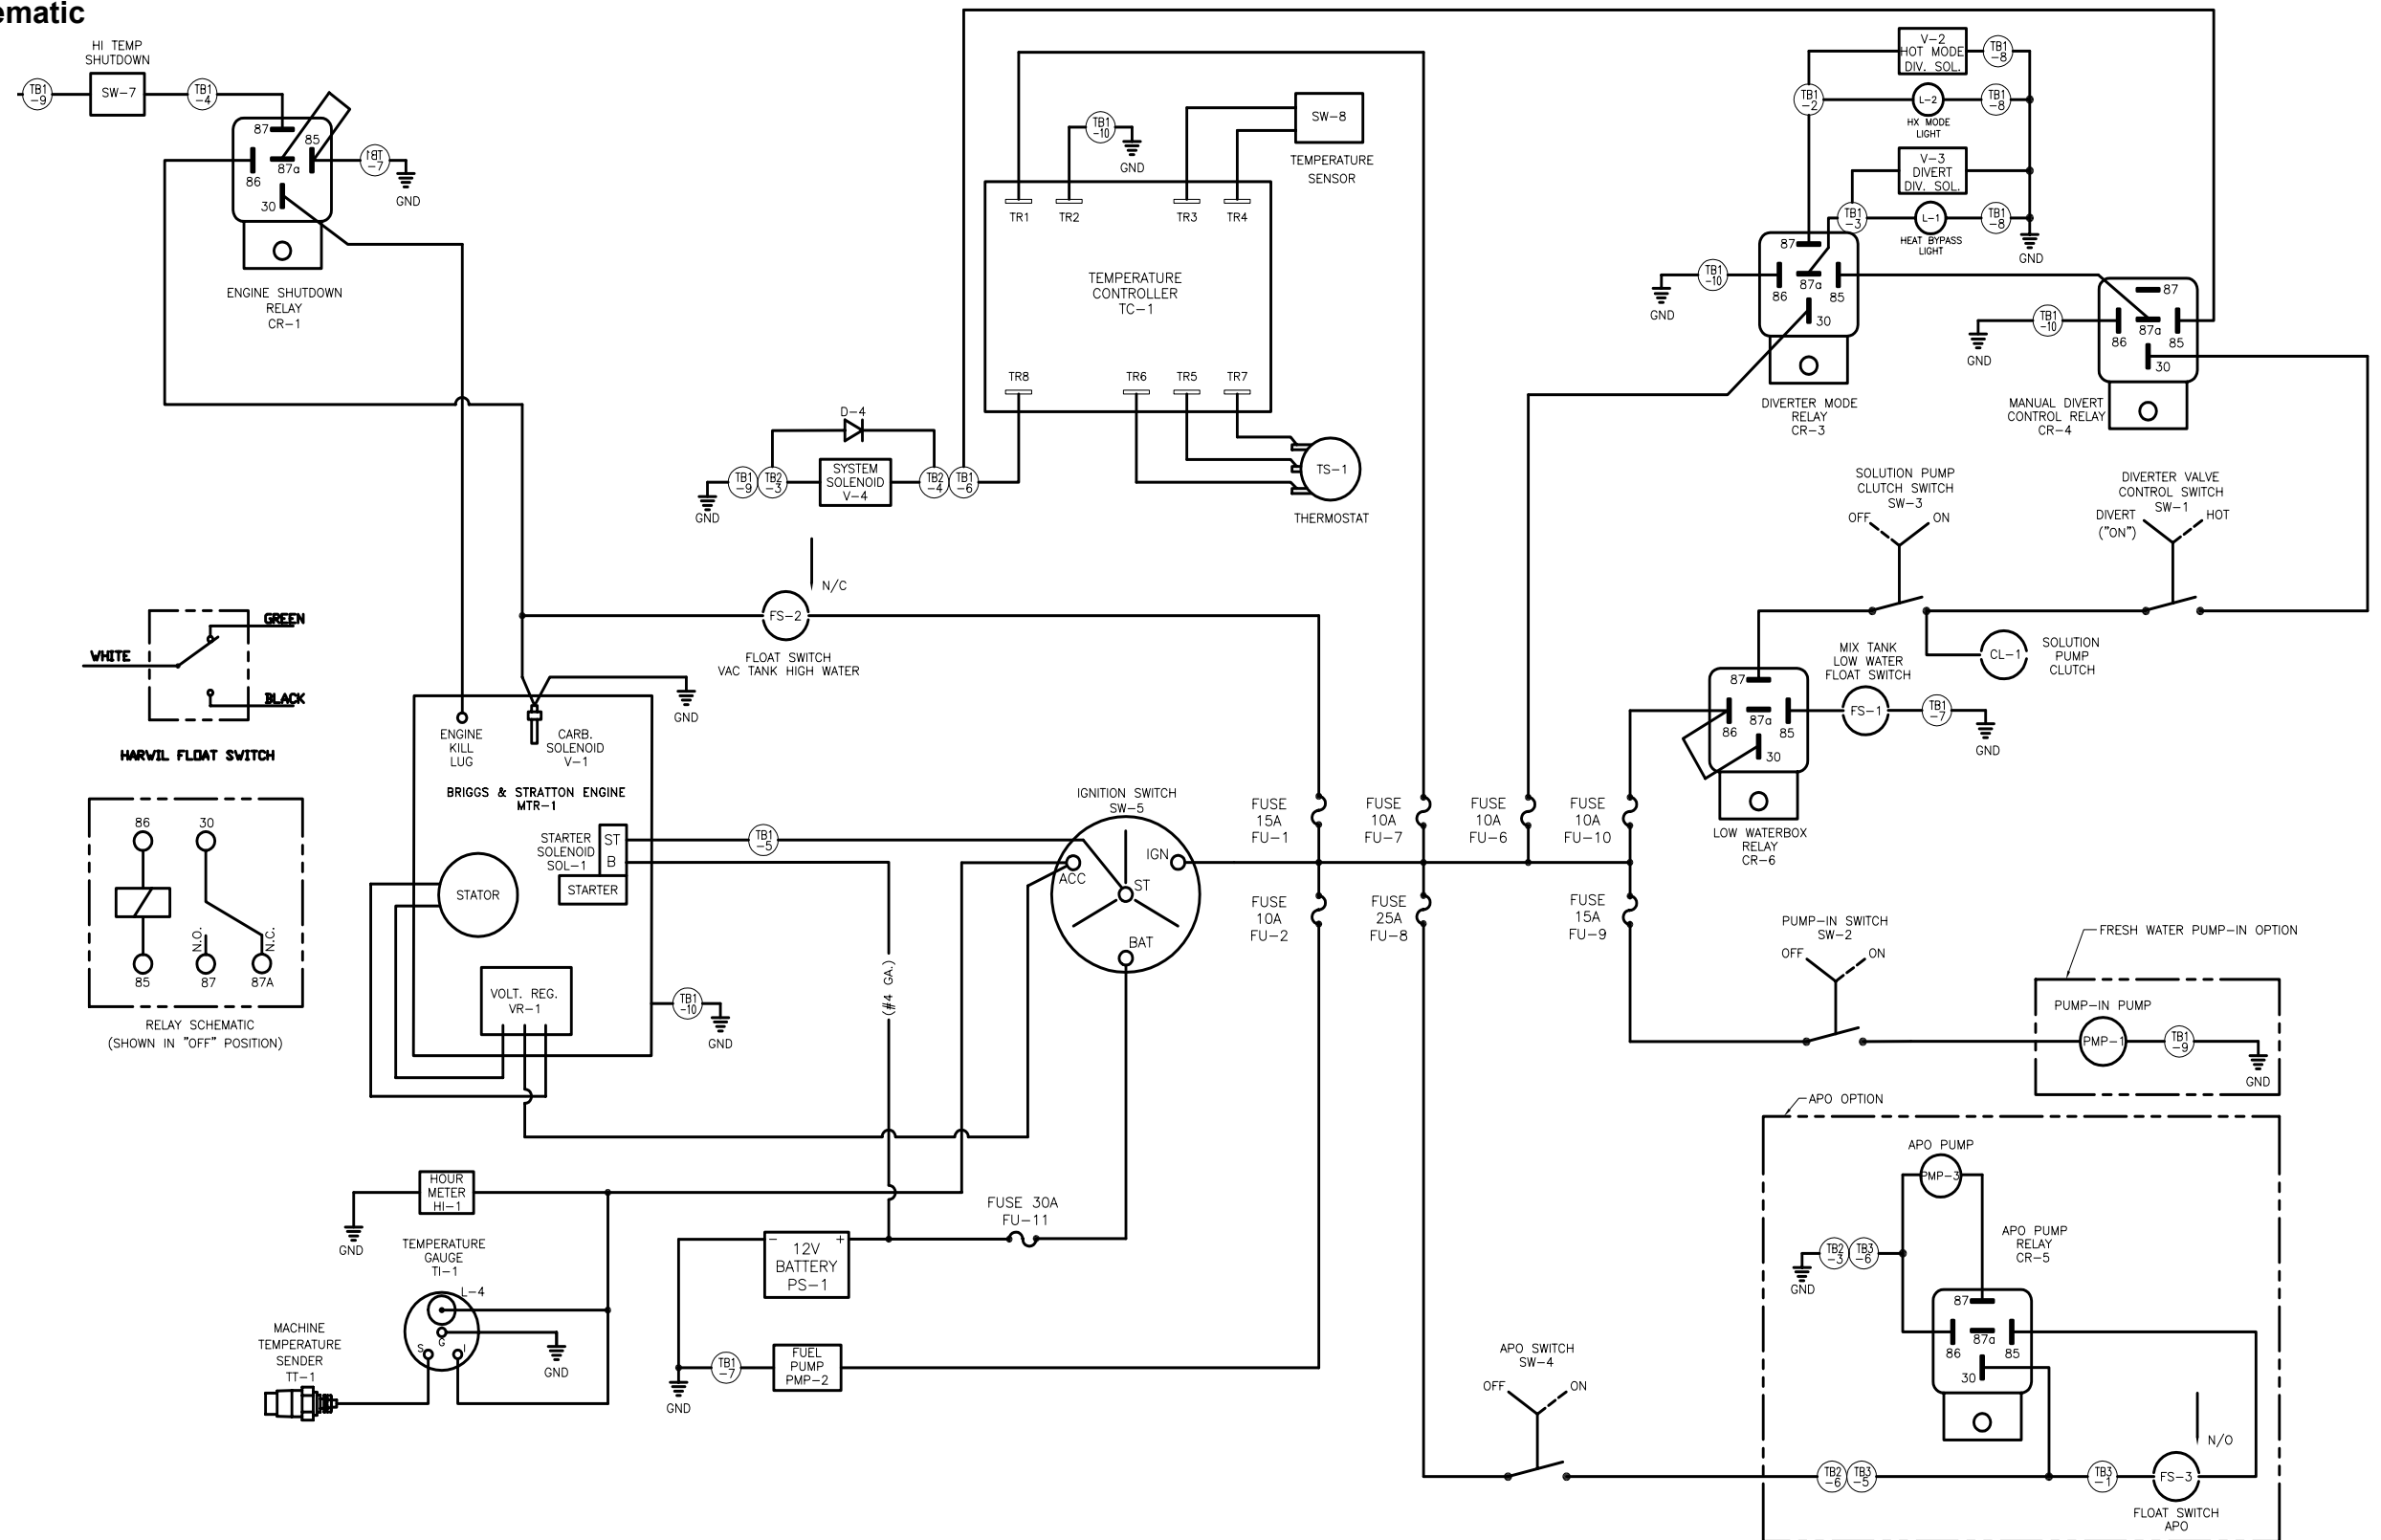 ematic
HI TEMP
SHUTDOWN
TB1
-9
SW-7
TB1
-4
87
85
87a
86
30
TB1
-7
GND
ENGINE SHUTDOWN
RELAY
CR-1
TB1
-10
GND
SW-8
TEMPERATURE
SENSOR
TR1
TR2
TR3
TR4
TEMPERATURE
CONTROLLER
TC-1
TR8
TR6
TR5
TR7
TS-1
THERMOSTAT
D-4
GND
TB1
-9
TB2
-3
SYSTEM
SOLENOID
V-4
TB2
-4
TB1
-6
V-2
HOT MODE
DIV. SOL.
TB1
-8
TB1
-2
L-2
TB1
-8
HX MODE
LIGHT
V-3
DIVERT
DIV. SOL.
TB1
-3
L-1
TB1
-8
HEAT BYPASS
LIGHT
GND
GND
TB1
-10
87
86
87a
85
30
DIVERTER MODE
RELAY
CR-3
GND
TB1
-10
87
86
87a
85
30
MANUAL DIVERT
CONTROL RELAY
CR-4
SOLUTION PUMP
CLUTCH SWITCH
SW-3
OFF
ON
DIVERTER VALVE
CONTROL SWITCH
SW-1
DIVERT
("ON")
HOT
CL-1
SOLUTION
PUMP
CLUTCH
MIX TANK
LOW WATER
FLOAT SWITCH
FS-1
TB1
-7
GND
87
86
87a
85
30
LOW WATERBOX
RELAY
CR-6
N/C
FS-2
FLOAT SWITCH
VAC TANK HIGH WATER
GREEN
WHITE
BLACK
HARWIL FLOAT SWITCH
86
30
N.O.
N.C.
85
87
87A
RELAY SCHEMATIC
(SHOWN IN "OFF" POSITION)
ENGINE
KILL
LUG
CARB.
SOLENOID
V-1
GND
BRIGGS & STRATTON ENGINE
MTR-1
STARTER
SOLENOID
SOL-1
ST
B
STARTER
STATOR
VOLT. REG.
VR-1
TB1
-5
TB1
-10
GND
(#4 GA.)
IGNITION SWITCH
SW-5
ACC
IGN
ST
BAT
FUSE
15A
FU-1
FUSE
10A
FU-7
FUSE
10A
FU-6
FUSE
10A
FU-10
FUSE
10A
FU-2
FUSE
25A
FU-8
FUSE
15A
FU-9
PUMP-IN SWITCH
SW-2
OFF
ON
FRESH WATER PUMP-IN OPTION
PUMP-IN PUMP
PMP-1
TB1
-9
GND
APO OPTION
APO PUMP
PMP-3
APO PUMP
RELAY
CR-5
GND
TB2
-3
TB3
-6
87
86
87a
85
30
N/O
TB2
-6
TB3
-5
TB3
-1
FS-3
FLOAT SWITCH
APO
APO SWITCH
SW-4
OFF
ON
HOUR
METER
HI-1
GND
TEMPERATURE
GAUGE
TI-1
L-4
S
G
I
GND
MACHINE
TEMPERATURE
SENDER
TT-1
FUSE 30A
FU-11
-
+
12V
BATTERY
PS-1
GND
TB1
-7
FUEL
PUMP
PMP-2